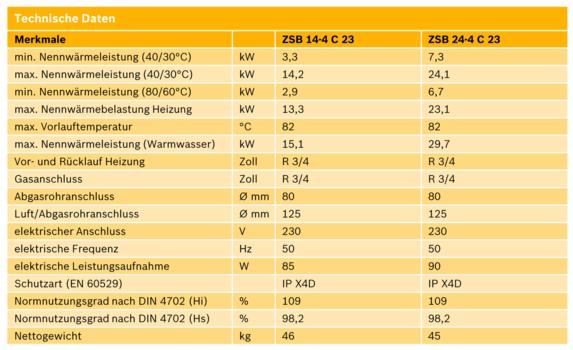 Technische Daten
Merkmale ZSB 14-4 C 23 ZSB 24-4 C 23
min. Nennwärmeleistung (40/30°C) kW 3,3 7,3
max. Nennwärmeleistung (40/30°C) kW 14,2 24,1
min. Nennwärmeleistung (80/60°C) kW 2,9 6,7
max. Nennwärmebelastung Heizung kW 13,3 23,1
max. Vorlauftemperatur °C 82 82
max. Nennwärmeleistung (Warmwasser) kW 15,1 29,7
Vor- und Rücklauf Heizung Zoll R 3/4 R 3/4
Gasanschluss Zoll R 3/4 R 3/4
Abgasrohranschluss Ø mm 80 80
Luft/Abgasrohranschluss Ø mm 125 125
elektrischer Anschluss V 230 230
elektrische Frequenz Hz 50 50
elektrische Leistungsaufnahme W 85 90
Schutzart (EN 60529) IP X4D IP X4D
Normnutzungsgrad nach DIN 4702 (Hi) % 109 109
Normnutzungsgrad nach DIN 4702 (Hs) % 98,2 98,2
Nettogewicht kg 46 45